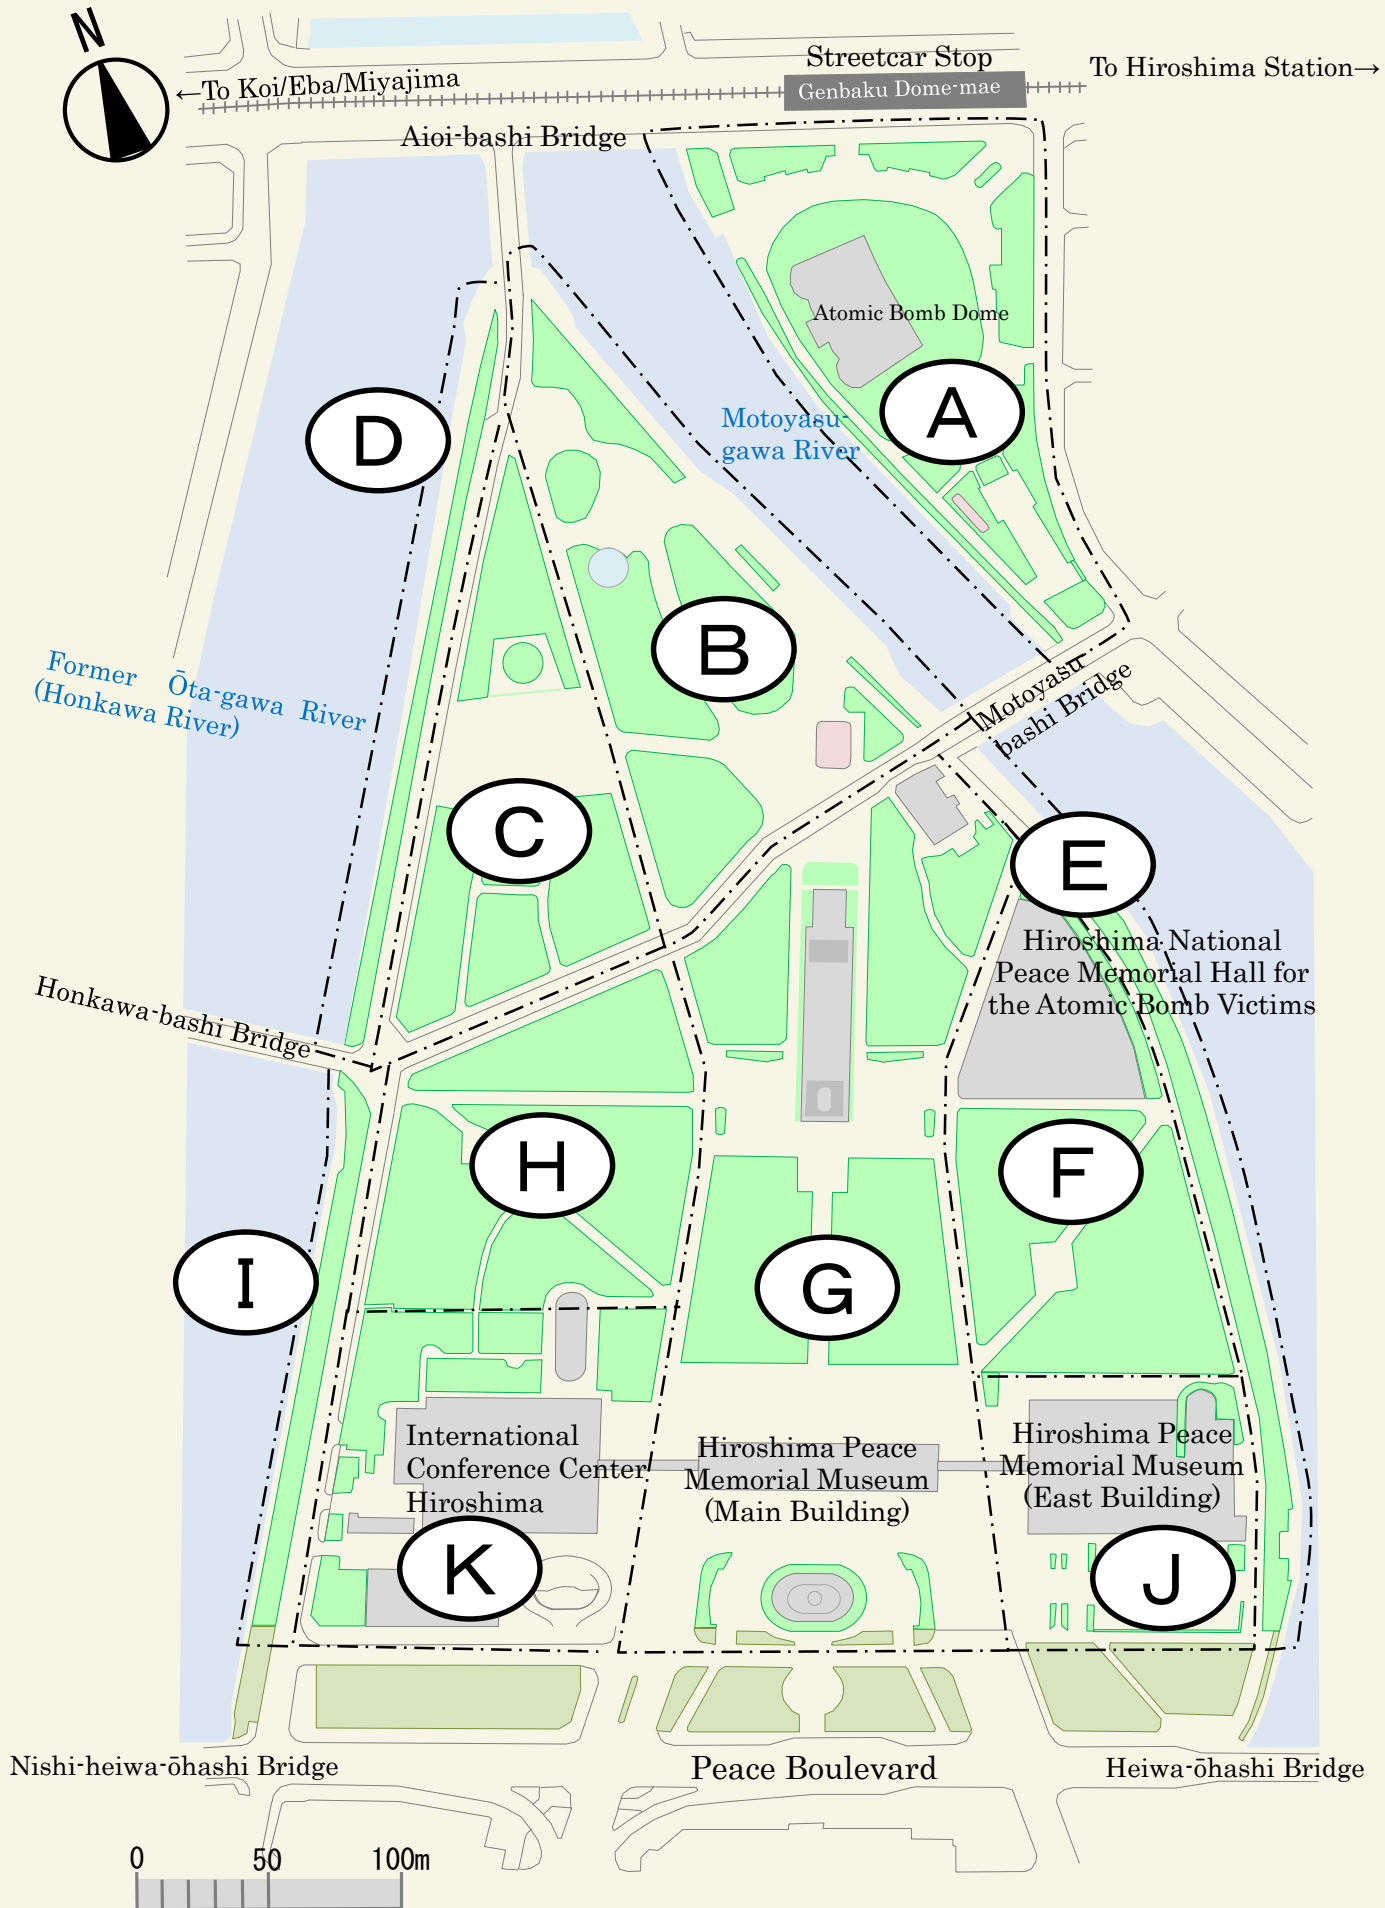 N
Streetcar Stop
←To Koi/Eba/Miyajima
Genbaku Dome-mae
To Hiroshima Station→
Aioi-bashi Bridge
Atomic Bomb Dome
A
D
Motoyasu-
gawa River
B
Former Ōta-gawa River
(Honkawa River)
Motoyasu
bashi Bridge
C
E
Hiroshima National
Peace Memorial Hall for
the Atomic Bomb Victims
Honkawa-bashi Bridge
H
F
I
G
International
Conference Center
Hiroshima
Hiroshima Peace
Memorial Museum
(Main Building)
Hiroshima Peace
Memorial Museum
(East Building)
K
J
Nishi-heiwa-ōhashi Bridge
Peace Boulevard
Heiwa-ōhashi Bridge
0 50 100m